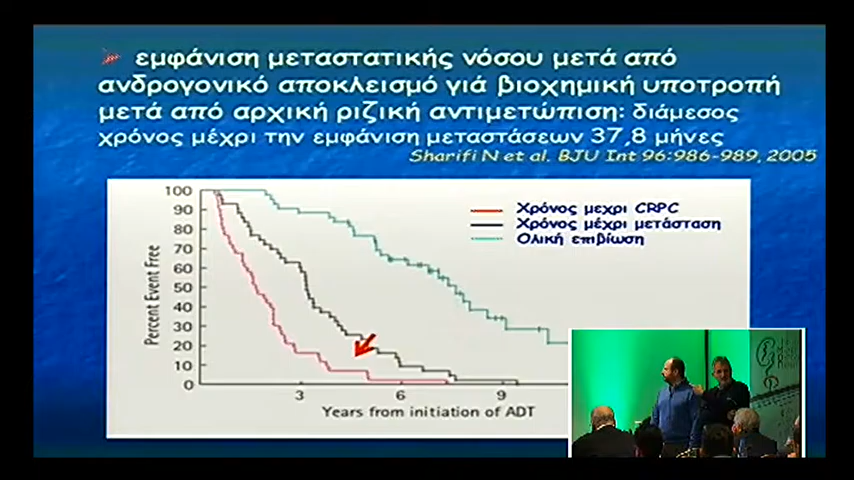 εμφάνιση μεταστατικής νόσου μετά από
ανδρογονικό αποκλεισμό γιά βιοχημική υποτροπή
μετά από αρχική ριζική αντιμετώπιση: διάμεσος
χρόνος μέχρι την εμφάνιση μεταστάσεων 37,8 μήνες
Sharifi N et al. BJU Int 96:986-989, 2005
Χρόνος μεχρι CRPC
Χρόνος μέχρι μετάσταση
Ολική επιβίωση
Percent Event Free
100
90
80
70
60
50
40
30
20
10
0
3
6
9
Years from initiation of ADT